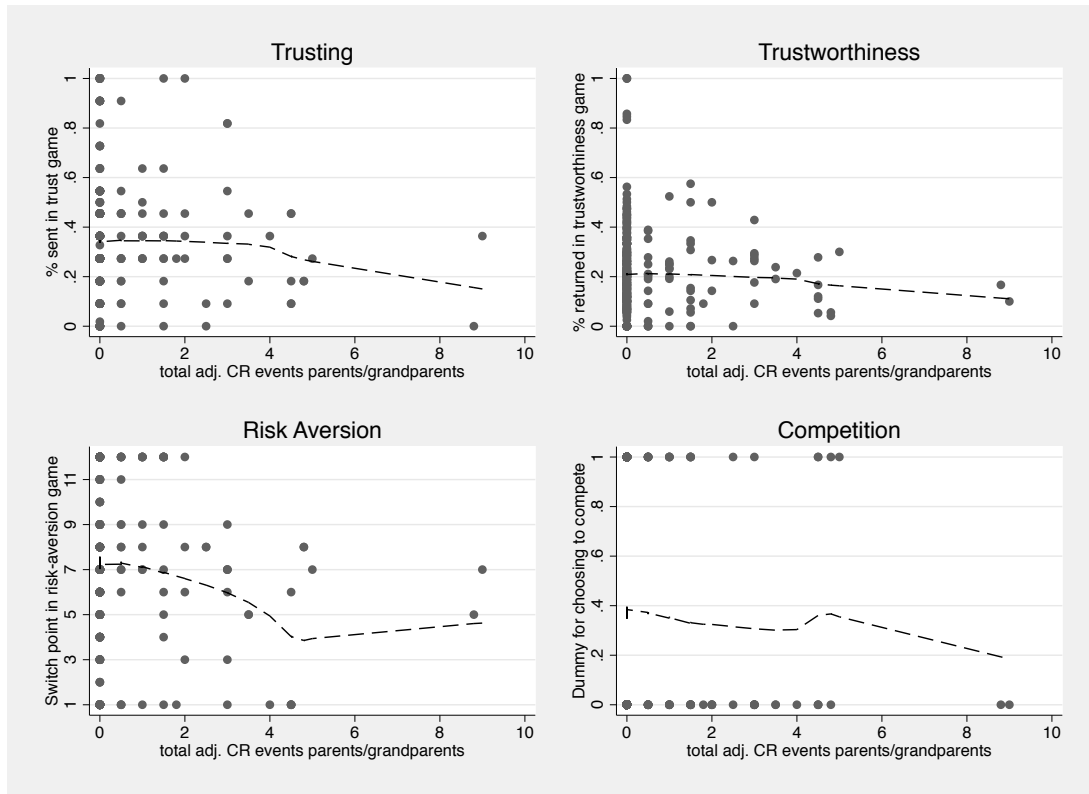 Trusting
% sent in trust game
1
.8
.6
.4
.2
0
0 2 4 6 8 10
total adj. CR events parents/grandparents
Trustworthiness
% returned in trustworthiness game
1
.8
.6
.4
.2
0
0 2 4 6 8 10
total adj. CR events parents/grandparents
Risk Aversion
Switch point in risk-aversion game
11
9
7
5
3
1
0 2 4 6 8 10
total adj. CR events parents/grandparents
Competition
Dummy for choosing to compete
1
.8
.6
.4
.2
0
0 2 4 6 8 10
total adj. CR events parents/grandparents